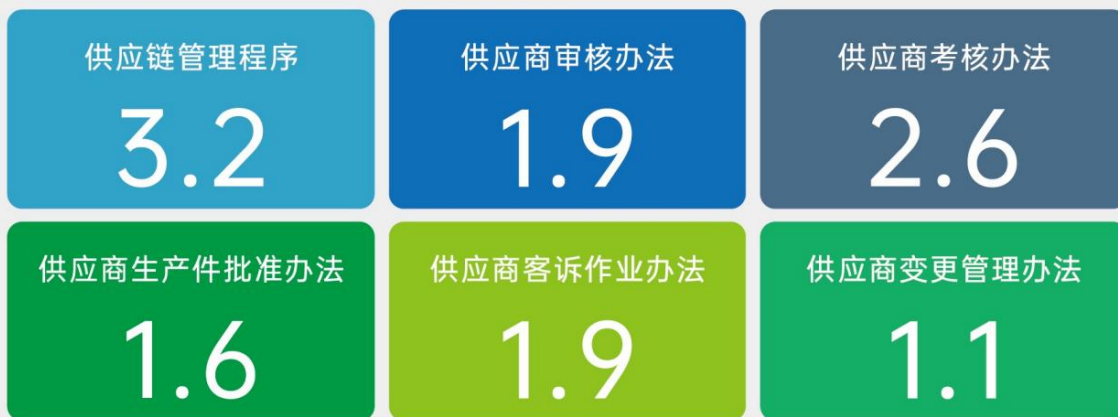 供应链管理程序
3.2
供应商审核办法
1.9
供应商考核办法
2.6
供应商生产件批准办法
1.6
供应商客诉作业办法
1.9
供应商变更管理办法
1.1